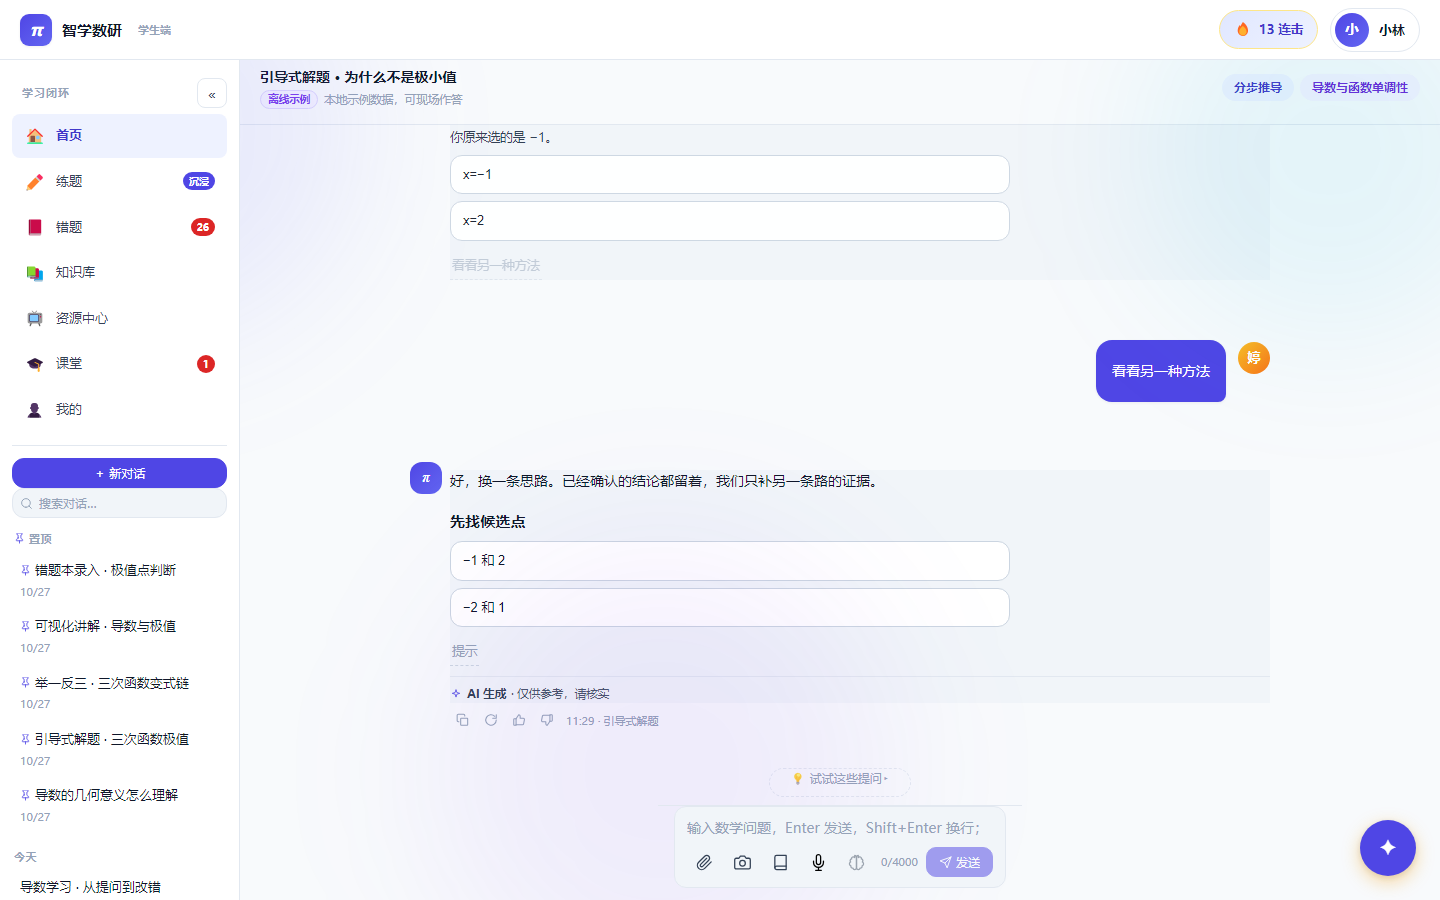 π 智学数研 学生端
13 连击
小 小林
学习闭环
«
首页
练题 沉浸
错题 26
知识库
资源中心
课堂 1
我的
+ 新对话
搜索对话...
置顶
错题本录入 · 极值点判断
10/27
可视化讲解 · 导数与极值
10/27
举一反三 · 三次函数变式链
10/27
引导式解题 · 三次函数极值
10/27
导数的几何意义怎么理解
10/27
今天
导数学习 · 从提问到改错
引导式解题 • 为什么不是极小值
离线示例 本地示例数据，可现场作答
分步推导 导数与函数单调性
你原来选的是 −1。
x=−1
x=2
看看另一种方法
看看另一种方法
婷
π
好，换一条思路。已经确认的结论都留着，我们只补另一条路的证据。
先找候选点
−1 和 2
−2 和 1
提示
AI 生成 · 仅供参考，请核实
11:29 · 引导式解题
试试这些提问
输入数学问题，Enter 发送，Shift+Enter 换行；
0/4000 发送